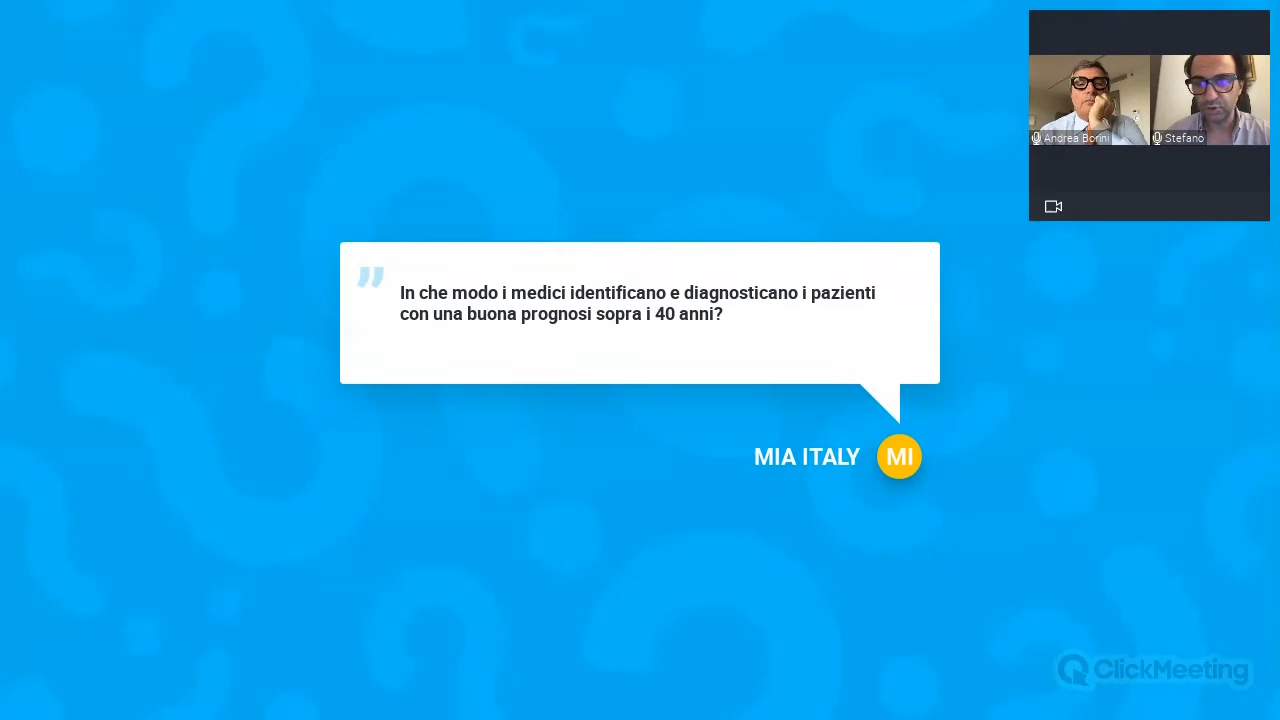 Andrea Borini
Stefano
In che modo i medici identificano e diagnosticano i pazienti
con una buona prognosi sopra i 40 anni?
MIA ITALY
MI
ClickMeeting